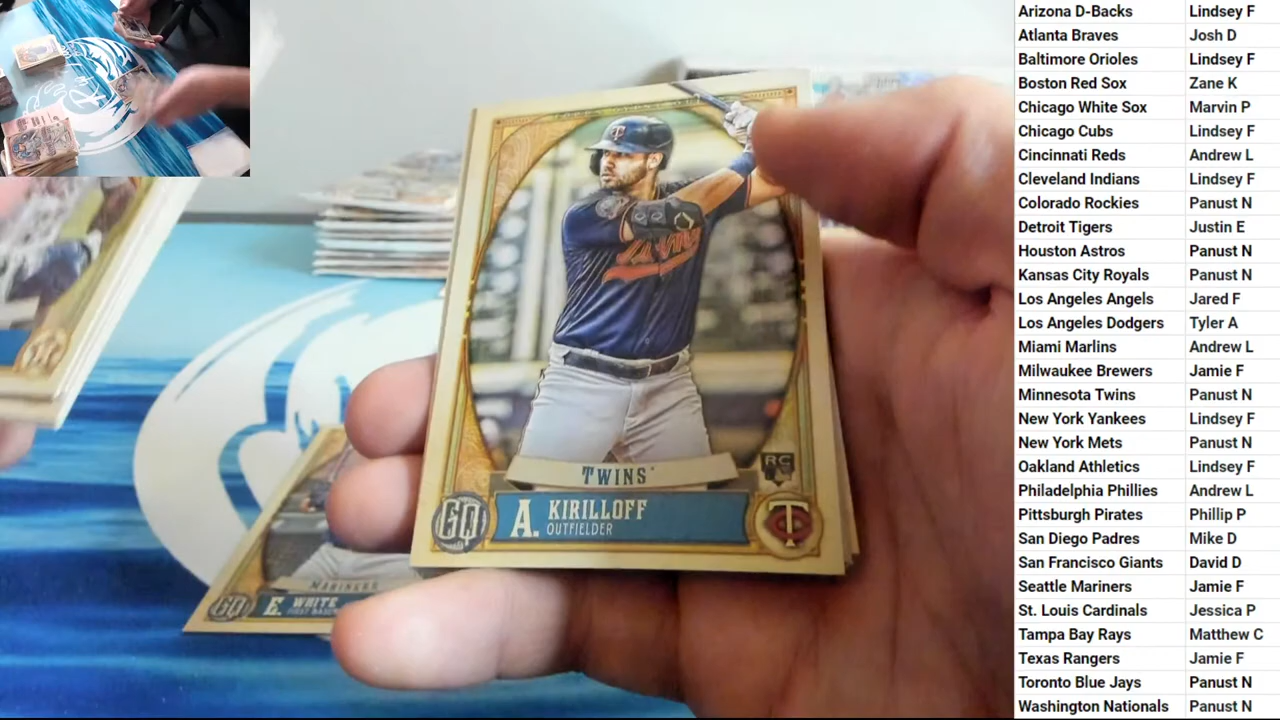 Twins
TWINS
RC
GQ
A. KIRILLOFF
OUTFIELDER
MARINERS
GQ
E. WHITE
Arizona D-Backs Lindsey F
Atlanta Braves Josh D
Baltimore Orioles Lindsey F
Boston Red Sox Zane K
Chicago White Sox Marvin P
Chicago Cubs Lindsey F
Cincinnati Reds Andrew L
Cleveland Indians Lindsey F
Colorado Rockies Panust N
Detroit Tigers Justin E
Houston Astros Panust N
Kansas City Royals Panust N
Los Angeles Angels Jared F
Los Angeles Dodgers Tyler A
Miami Marlins Andrew L
Milwaukee Brewers Jamie F
Minnesota Twins Panust N
New York Yankees Lindsey F
New York Mets Panust N
Oakland Athletics Lindsey F
Philadelphia Phillies Andrew L
Pittsburgh Pirates Phillip P
San Diego Padres Mike D
San Francisco Giants David D
Seattle Mariners Jamie F
St. Louis Cardinals Jessica P
Tampa Bay Rays Matthew C
Texas Rangers Jamie F
Toronto Blue Jays Panust N
Washington Nationals Panust N